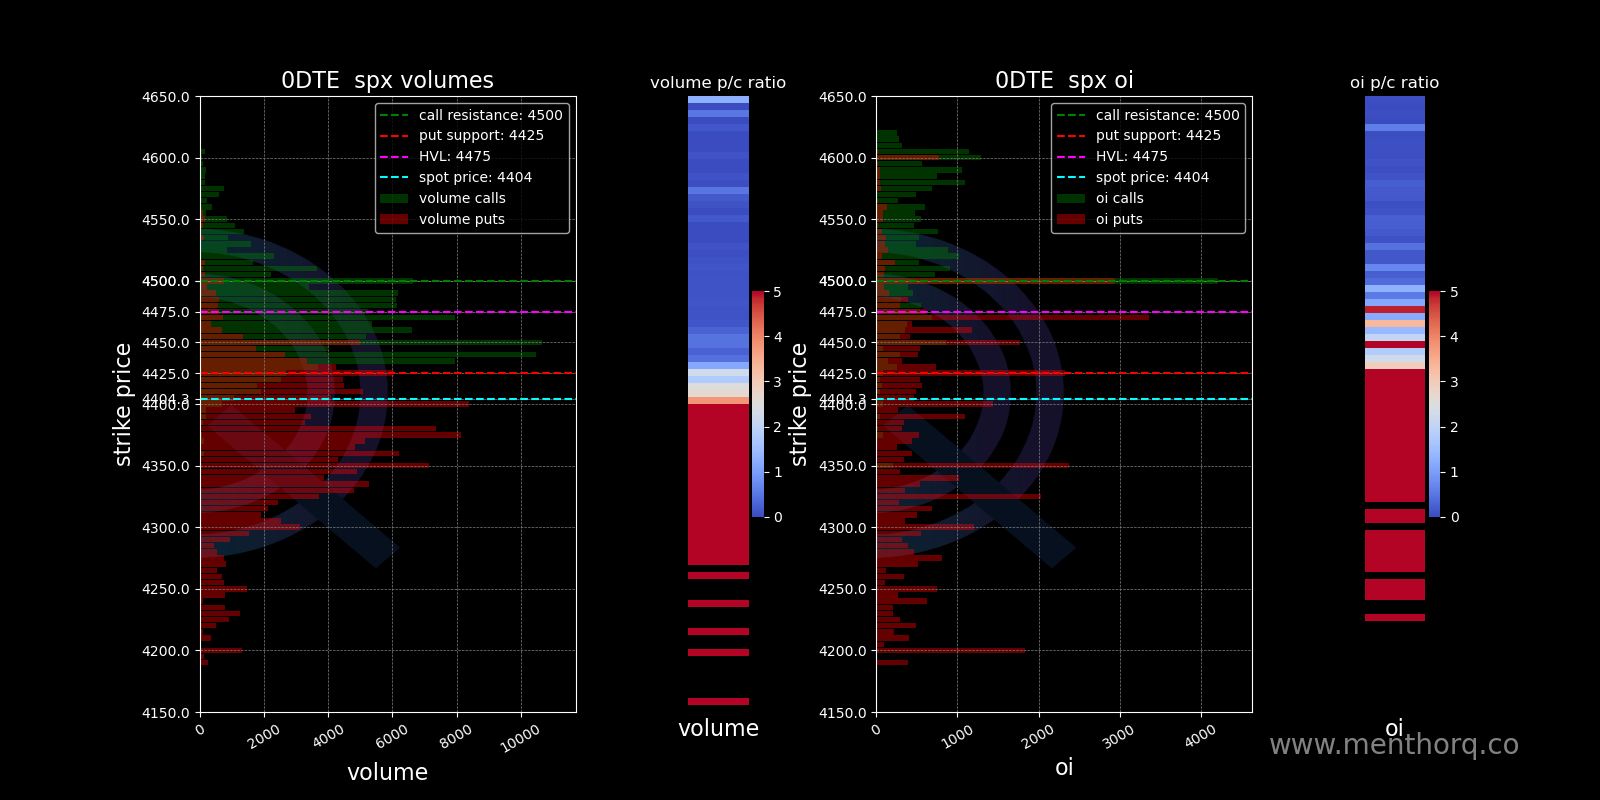 0DTE  spx volumes
volume p/c ratio
0DTE  spx oi
oi p/c ratio
4650.0
4600.0
4550.0
4500.0
4475.0
4450.0
4425.0
4404.3
4400.0
4350.0
4300.0
4250.0
4200.0
4150.0
strike price
call resistance: 4500
put support: 4425
HVL: 4475
spot price: 4404
volume calls
volume puts
0
2000
4000
6000
8000
10000
volume
5
4
3
2
1
0
volume
4650.0
4600.0
4550.0
4500.0
4475.0
4450.0
4425.0
4404.3
4400.0
4350.0
4300.0
4250.0
4200.0
4150.0
strike price
call resistance: 4500
put support: 4425
HVL: 4475
spot price: 4404
oi calls
oi puts
0
1000
2000
3000
4000
oi
5
4
3
2
1
0
oi
www.menthorq.co